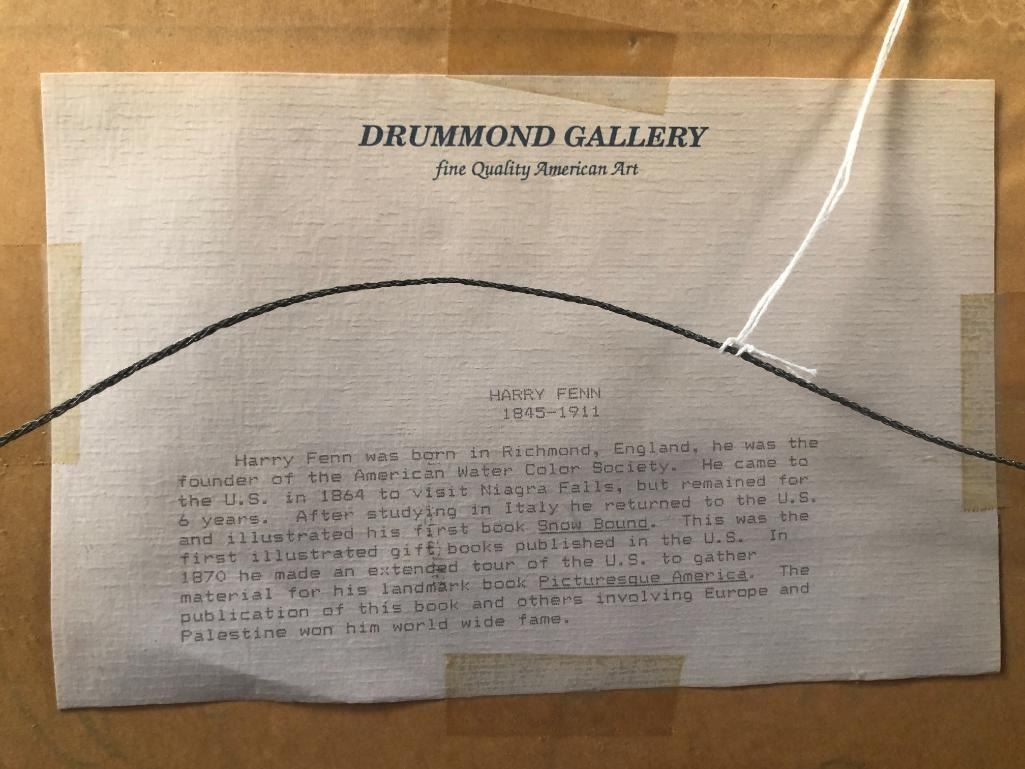 DRUMMOND GALLERY
fine Quality American Art
HARRY FENN
1845-1911
Harry Fenn was born in Richmond, England, he was the
founder of the American Water Color Society. He came to
the U.S. in 1864 to visit Niagra Falls, but remained for
6 years. After studying in Italy he returned to the U.S.
and illustrated his first book Snow Bound. This was the
first illustrated gift books published in the U.S. In
1870 he made an extended tour of the U.S. to gather
material for his landmark book Picturesque America. The
publication of this book and others involving Europe and
Palestine won him world wide fame.